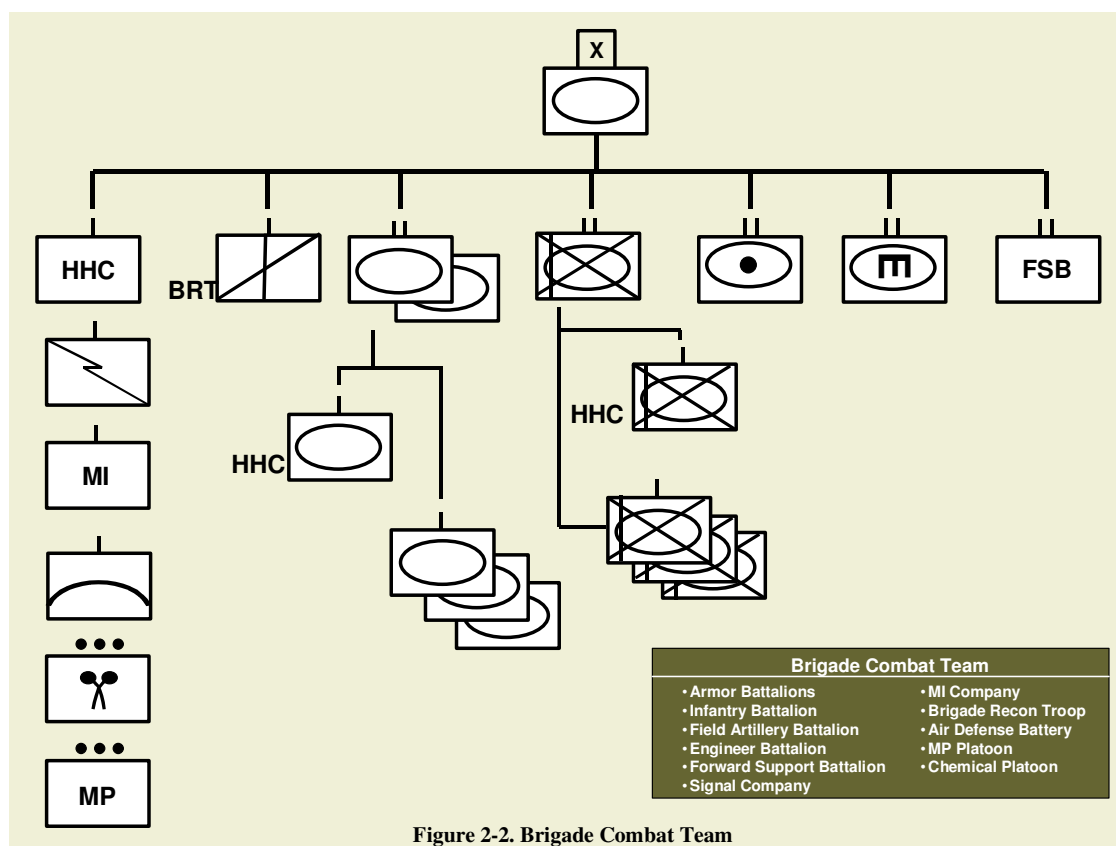 X
HHC
BRT
FSB
MI
HHC
HHC
MP
Brigade Combat Team
•Armor Battalions
•Infantry Battalion
•Field Artillery Battalion
•Engineer Battalion
•Forward Support Battalion
•Signal Company
•MI Company
•Brigade Recon Troop
•Air Defense Battery
•MP Platoon
•Chemical Platoon
Figure 2-2. Brigade Combat Team